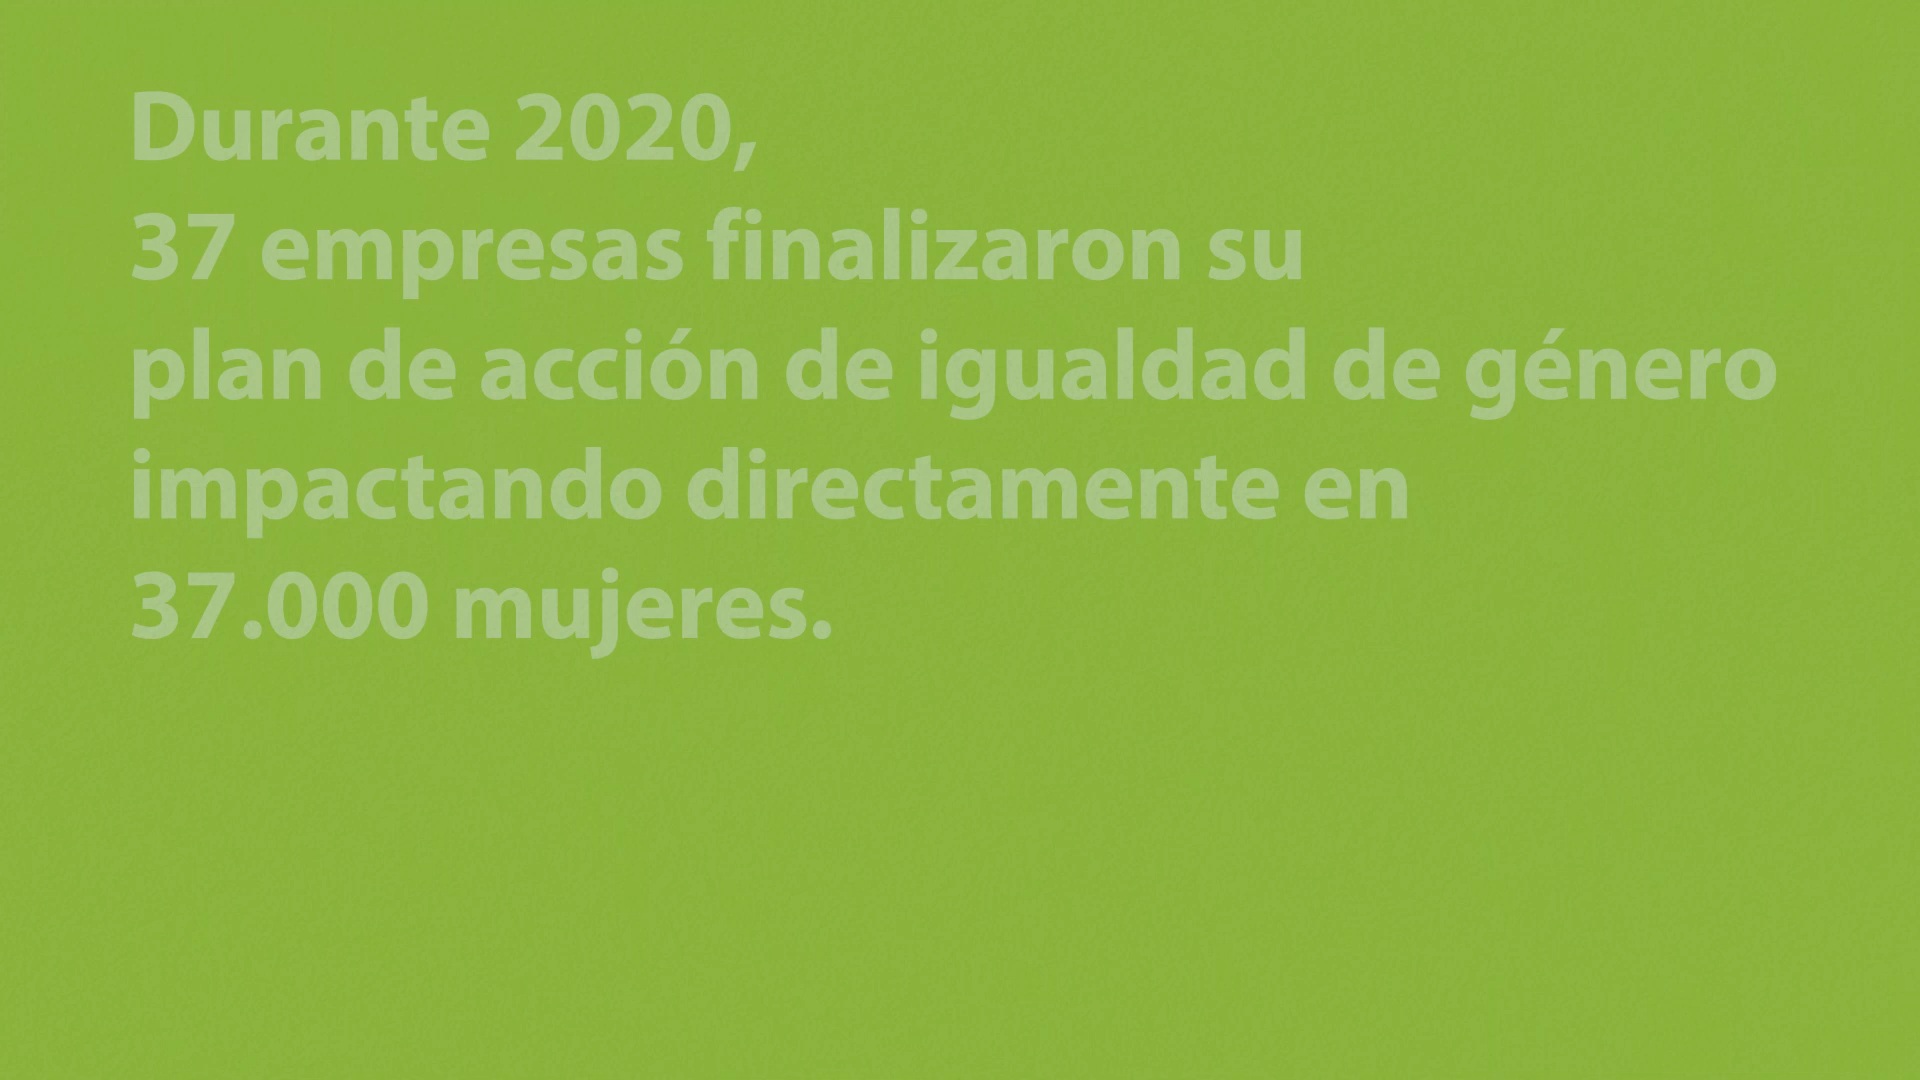 Durante 2020,
37 empresas finalizaron su
plan de acción de igualdad de género
impactando directamente en
37.000 mujeres.